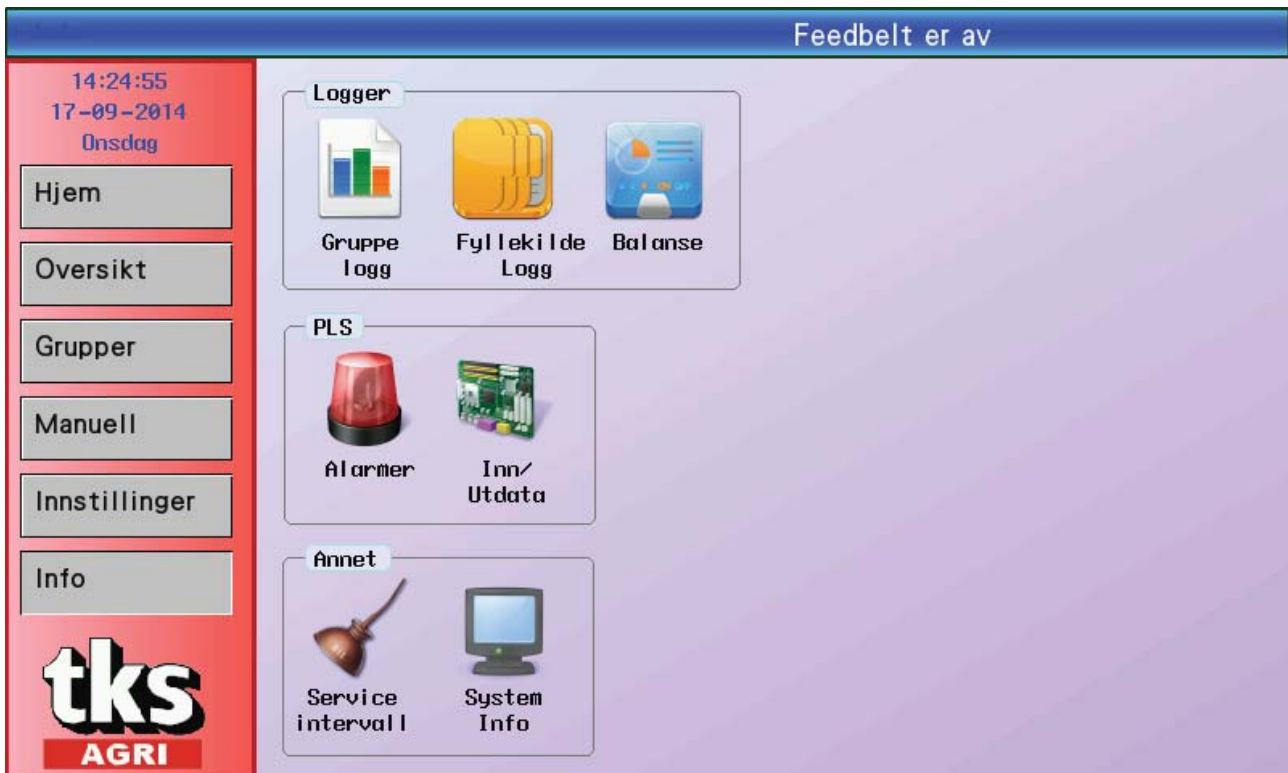 Feedbelt er av
14:24:55
17-09-2014
Onsdag
Hjem
Oversikt
Grupper
Manuell
Innstillinger
Info
tks
AGRI
Logger
Gruppe
logg
Fyllekilde
Logg
Balanse
PLS
Alarmer
Inn/
Utdata
Annet
Service
intervall
System
Info